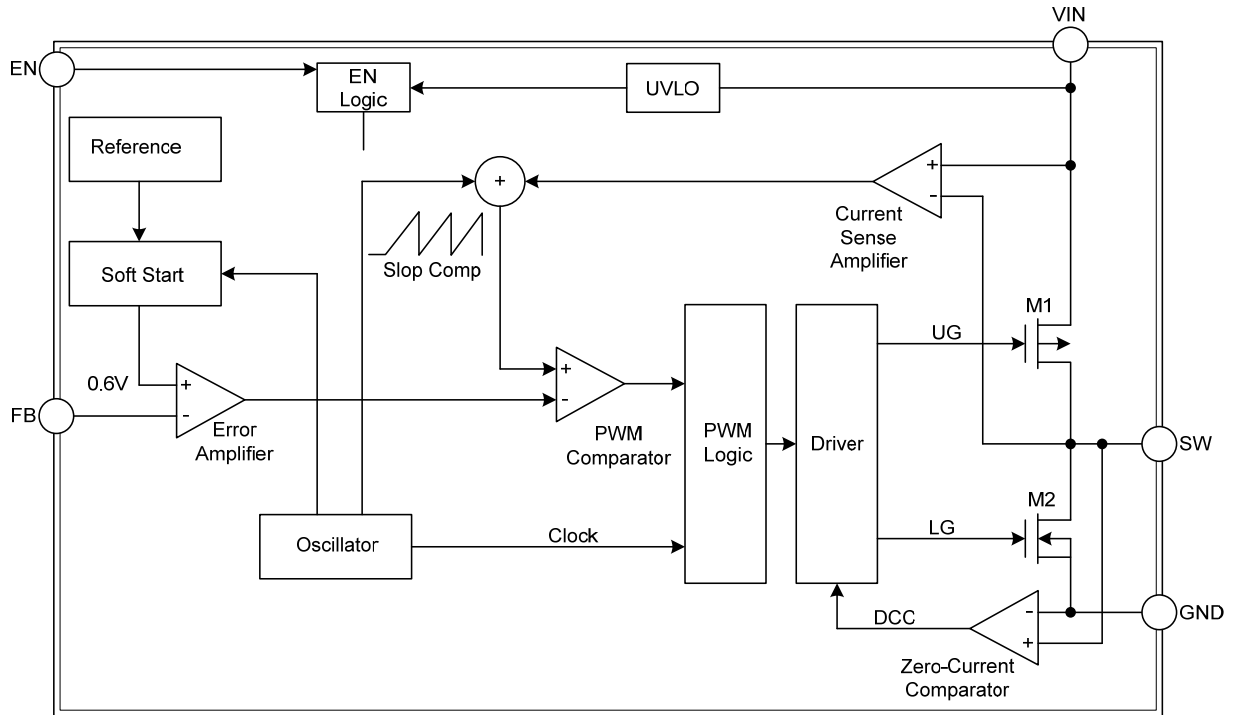 VIN
EN
EN
Logic
UVLO
Reference
+
+
-
Current
Sense
Amplifier
Slop Comp
Soft Start
M1
UG
0.6V
+
-
FB
Error
Amplifier
+
-
PWM
Comparator
PWM
Logic
Driver
SW
M2
LG
Oscillator
Clock
GND
DCC
-
+
Zero-Current
Comparator